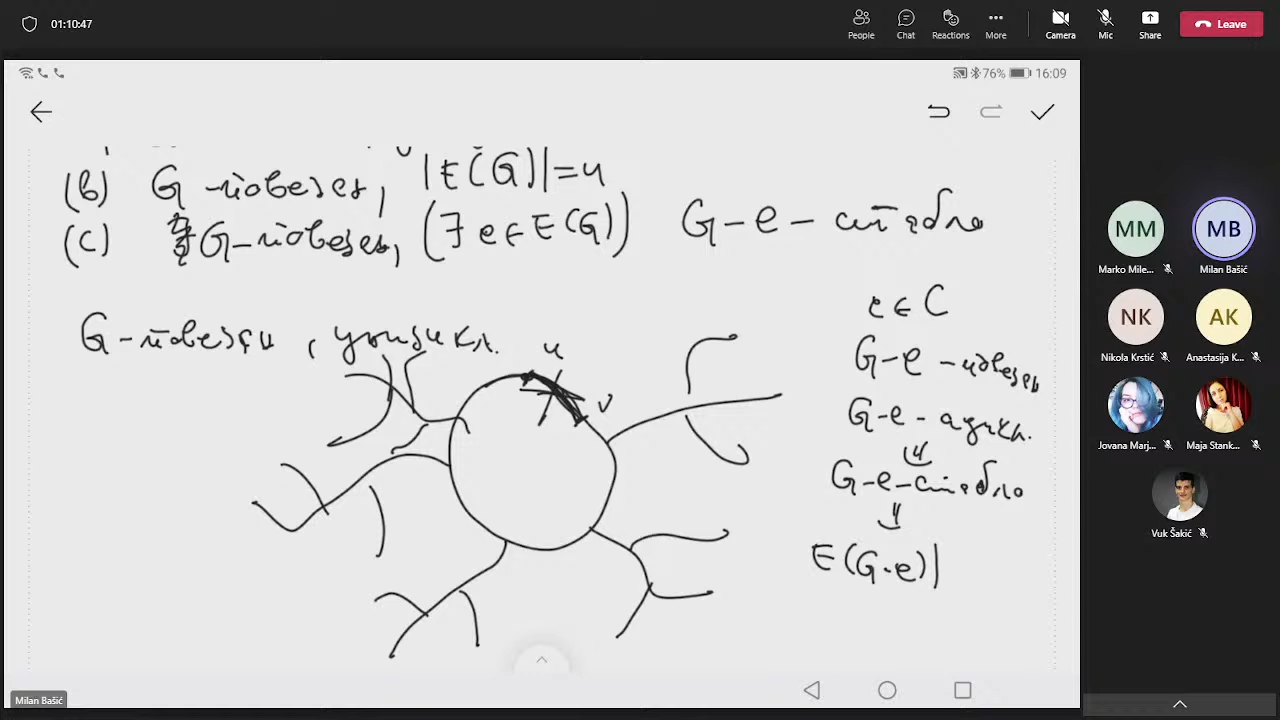 01:10:47
People
Chat
Reactions
More
Camera
Mic
Share
Leave
76% 16:09
(b) G-повезан, |E(G)|=n
(c) G-повезан, (∃ e∈E(G)) G-e-стабло
e∈C
G-повезан, уницикл.
u
v
G-e-повезан
G-e-ацикл.
⇓
G-e-стабло
⇓
E(G-e)|
Milan Bašić
MM
Marko Mile...
MB
Milan Bašić
NK
Nikola Krstić
AK
Anastasija K...
Jovana Marj...
Maja Stank...
Vuk Šakić